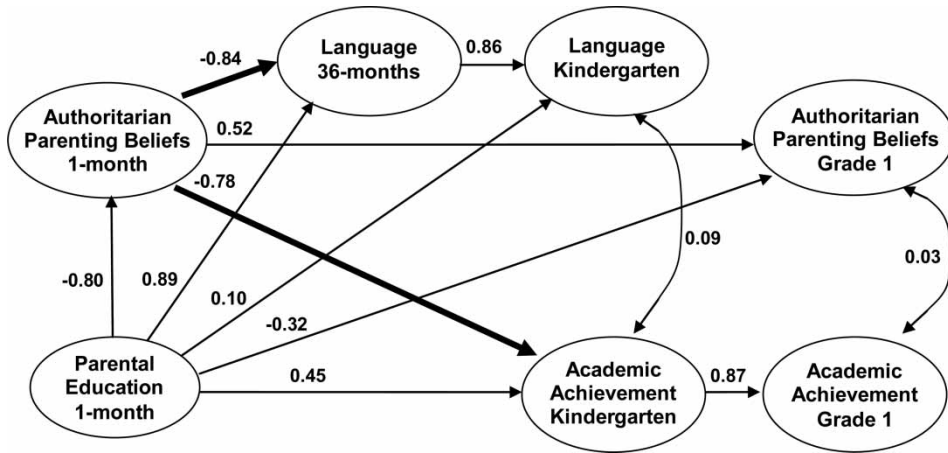 Language
36-months
Language
Kindergarten
-0.84
0.86
Authoritarian
Parenting Beliefs
1-month
0.52
Authoritarian
Parenting Beliefs
Grade 1
-0.78
0.09
0.03
-0.80
0.89
0.10
-0.32
Parental
Education
1-month
0.45
Academic
Achievement
Kindergarten
0.87
Academic
Achievement
Grade 1